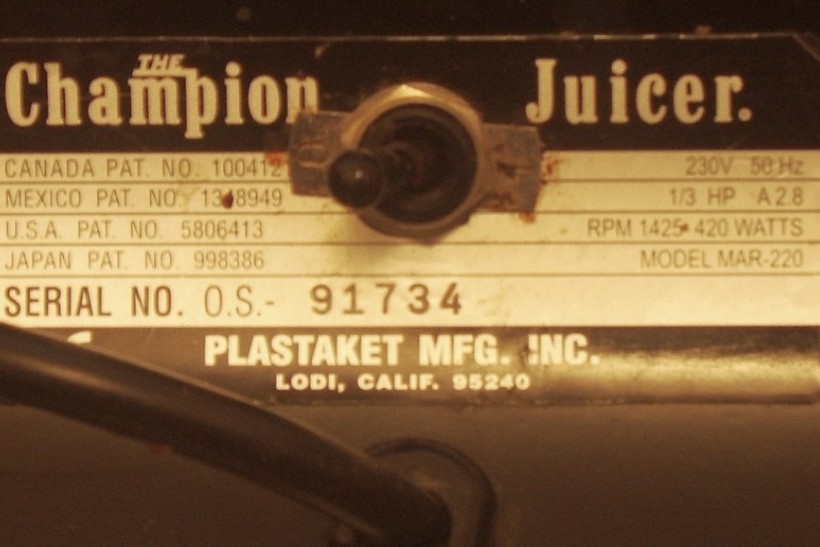 THE
Champion Juicer.
CANADA PAT. NO. 100412 230V 50 Hz
MEXICO PAT. NO. 1/3 HP A 2.8
U.S.A. PAT. NO. 5806413 RPM 1425 420 WATTS
JAPAN PAT. NO. 998386 MODEL MAR-220
SERIAL NO. O.S.- 91734
PLASTAKET MFG. INC.
LODI, CALIF. 95240